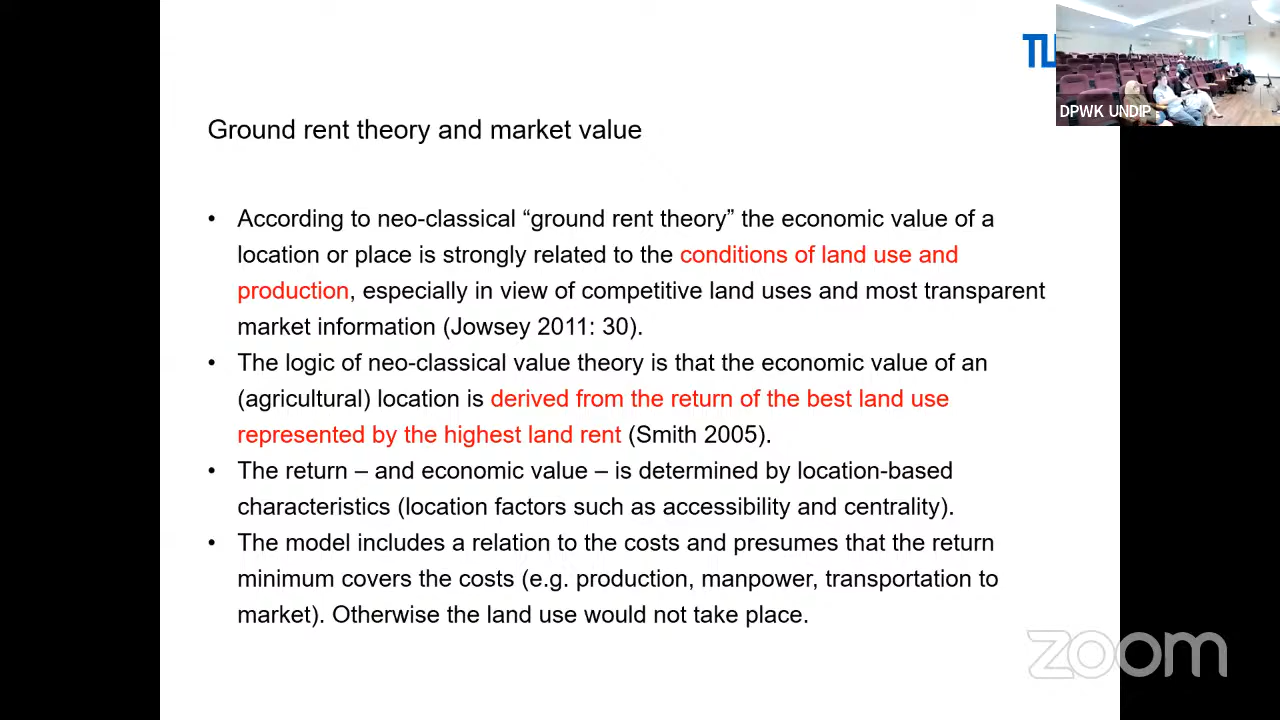 TU
DPWK UNDIP
Ground rent theory and market value
• According to neo-classical “ground rent theory” the economic value of a
location or place is strongly related to the conditions of land use and
production, especially in view of competitive land uses and most transparent
market information (Jowsey 2011: 30).
• The logic of neo-classical value theory is that the economic value of an
(agricultural) location is derived from the return of the best land use
represented by the highest land rent (Smith 2005).
• The return – and economic value – is determined by location-based
characteristics (location factors such as accessibility and centrality).
• The model includes a relation to the costs and presumes that the return
minimum covers the costs (e.g. production, manpower, transportation to
market). Otherwise the land use would not take place.
zoom